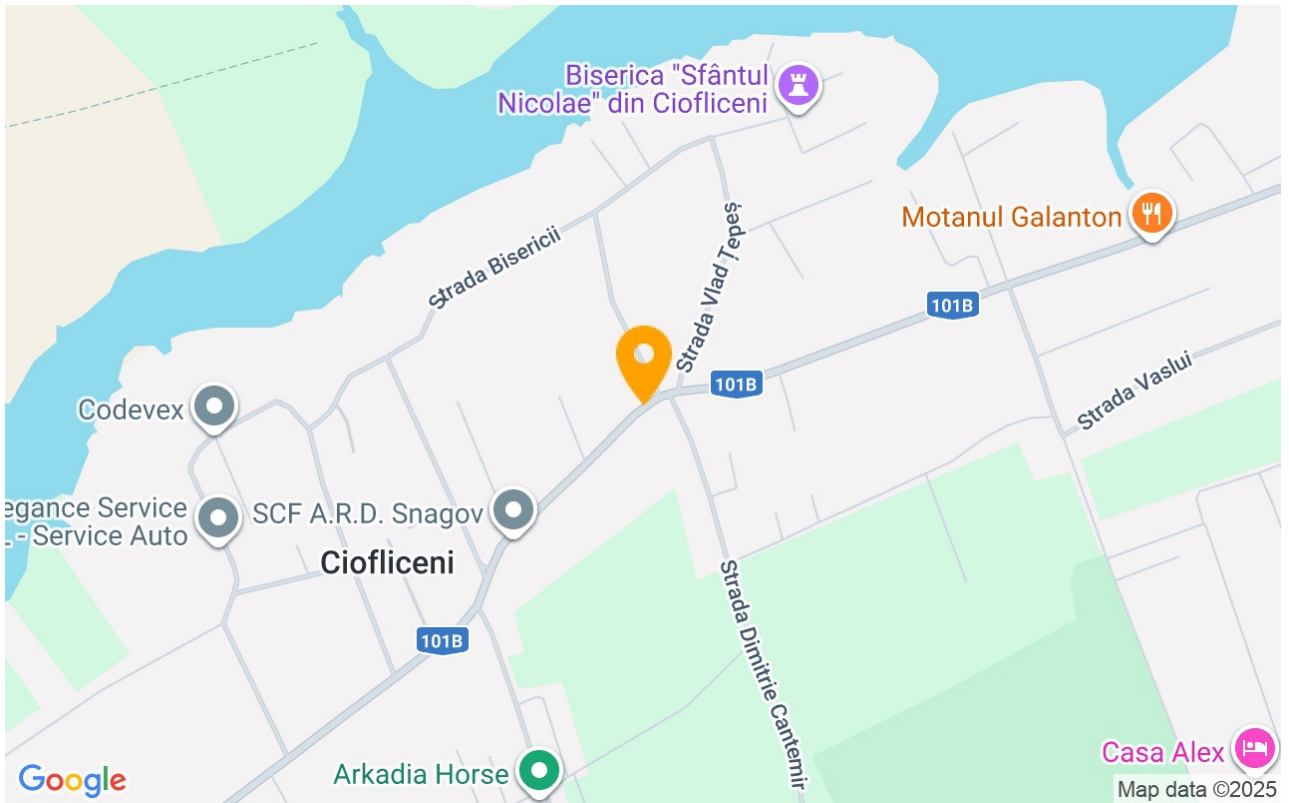 Biserica "Sfântul
Nicolae" din Ciofliceni
Motanul Galanton
Strada Bisericii
Strada Vlad Țepeș
101B
101B
Strada Vaslui
Codevex
egance Service
L - Service Auto
SCF A.R.D. Snagov
Ciofliceni
101B
Strada Dimitrie Cantemir
Arkadia Horse
Casa Alex
Google
Map data ©2025